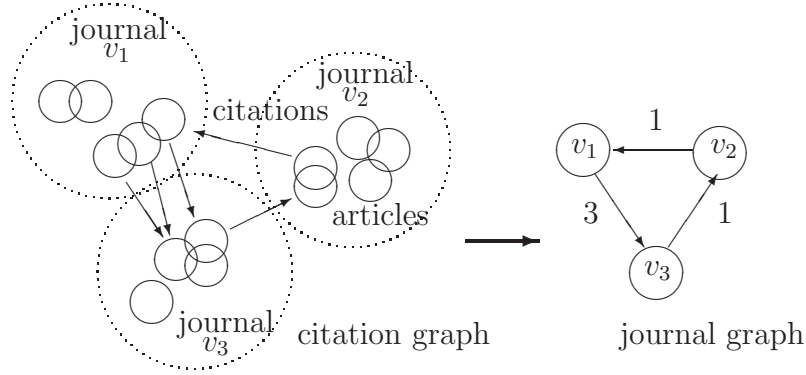 journal
v1
journal
v2
citations
articles
journal
v3
citation graph
v1
1
v2
3
1
v3
journal graph